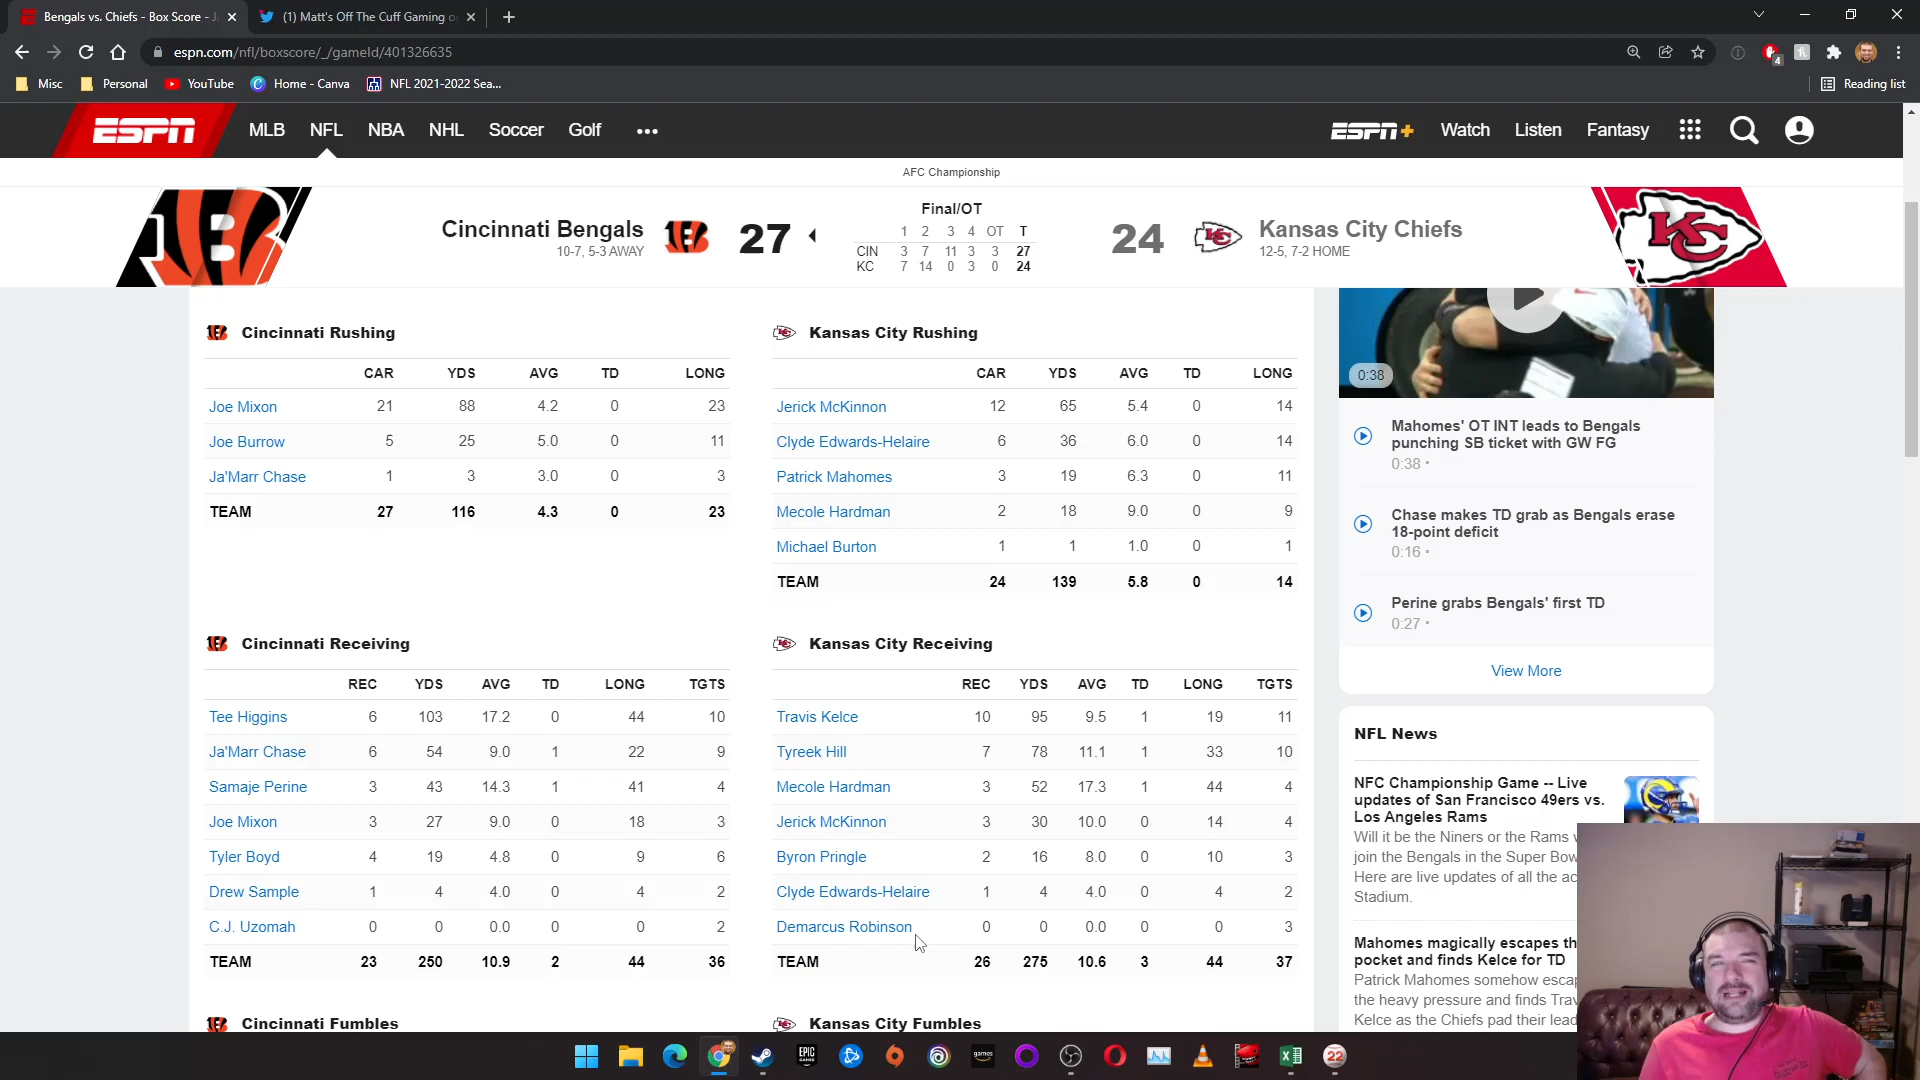 Bengals vs. Chiefs - Box Score - J
(1) Matt's Off The Cuff Gaming o
espn.com/nfl/boxscore/_/gameId/401326635
4
Misc
Personal
YouTube
Home - Canva
NFL 2021-2022 Sea...
Reading list
ESPN
MLB
NFL
NBA
NHL
Soccer
Golf
•••
ESPN+
Watch
Listen
Fantasy
AFC Championship
Cincinnati Bengals
10-7, 5-3 AWAY
27
Final/OT
1 2 3 4 OT T
CIN 3 7 11 3 3 27
KC 7 14 0 3 0 24
24
Kansas City Chiefs
12-5, 7-2 HOME
Cincinnati Rushing
CAR YDS AVG TD LONG
Joe Mixon 21 88 4.2 0 23
Joe Burrow 5 25 5.0 0 11
Ja'Marr Chase 1 3 3.0 0 3
TEAM 27 116 4.3 0 23
Kansas City Rushing
CAR YDS AVG TD LONG
Jerick McKinnon 12 65 5.4 0 14
Clyde Edwards-Helaire 6 36 6.0 0 14
Patrick Mahomes 3 19 6.3 0 11
Mecole Hardman 2 18 9.0 0 9
Michael Burton 1 1 1.0 0 1
TEAM 24 139 5.8 0 14
Cincinnati Receiving
REC YDS AVG TD LONG TGTS
Tee Higgins 6 103 17.2 0 44 10
Ja'Marr Chase 6 54 9.0 1 22 9
Samaje Perine 3 43 14.3 1 41 4
Joe Mixon 3 27 9.0 0 18 3
Tyler Boyd 4 19 4.8 0 9 6
Drew Sample 1 4 4.0 0 4 2
C.J. Uzomah 0 0 0.0 0 0 2
TEAM 23 250 10.9 2 44 36
Kansas City Receiving
REC YDS AVG TD LONG TGTS
Travis Kelce 10 95 9.5 1 19 11
Tyreek Hill 7 78 11.1 1 33 10
Mecole Hardman 3 52 17.3 1 44 4
Jerick McKinnon 3 30 10.0 0 14 4
Byron Pringle 2 16 8.0 0 10 3
Clyde Edwards-Helaire 1 4 4.0 0 4 2
Demarcus Robinson 0 0 0.0 0 0 3
TEAM 26 275 10.6 3 44 37
Cincinnati Fumbles
Kansas City Fumbles
0:38
Mahomes' OT INT leads to Bengals
punching SB ticket with GW FG
0:38 •
Chase makes TD grab as Bengals erase
18-point deficit
0:16 •
Perine grabs Bengals' first TD
0:27 •
View More
NFL News
NFC Championship Game -- Live
updates of San Francisco 49ers vs.
Los Angeles Rams
Will it be the Niners or the Rams
join the Bengals in the Super Bow
Here are live updates of all the ac
Stadium.
Mahomes magically escapes th
pocket and finds Kelce for TD
Patrick Mahomes somehow escap
the heavy pressure and finds Trav
Kelce as the Chiefs pad their lead
EPIC
GAMES
games
22
KC
KC